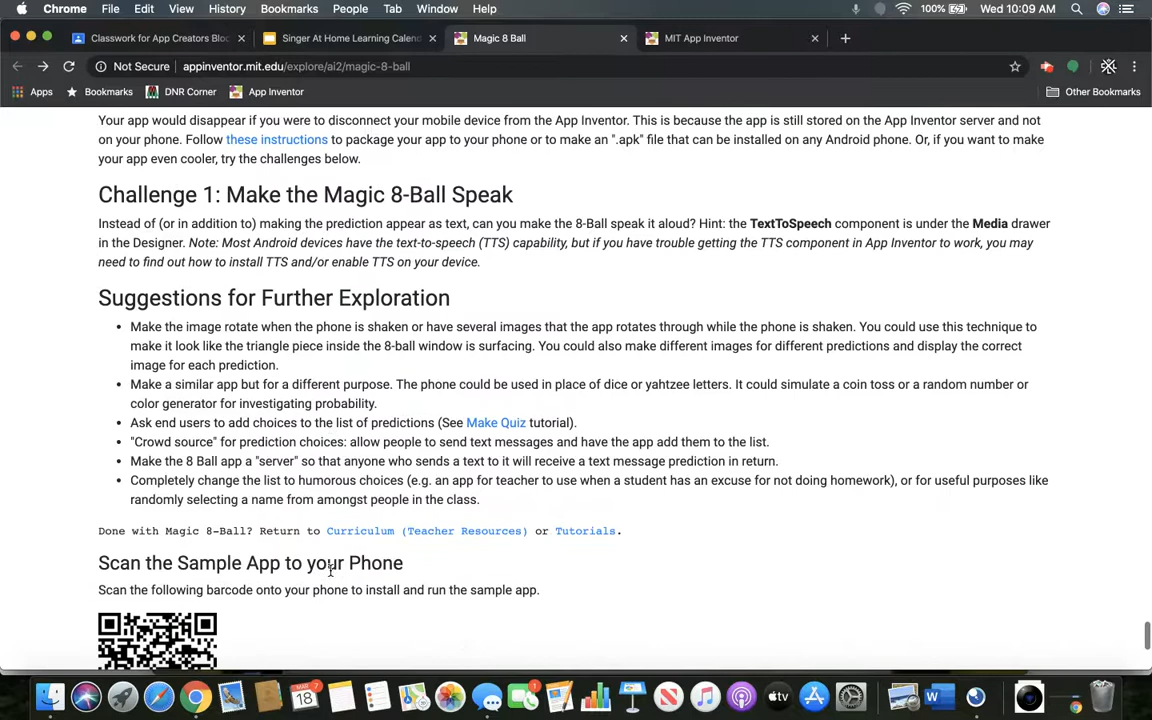 Chrome File Edit View History Bookmarks People Tab Window Help 100% Wed 10:09 AM
Classwork for App Creators Bloc Singer At Home Learning Calend Magic 8 Ball MIT App Inventor
Not Secure appinventor.mit.edu/explore/ai2/magic-8-ball
Apps Bookmarks DNR Corner App Inventor Other Bookmarks
Your app would disappear if you were to disconnect your mobile device from the App Inventor. This is because the app is still stored on the App Inventor server and not
on your phone. Follow these instructions to package your app to your phone or to make an ".apk" file that can be installed on any Android phone. Or, if you want to make
your app even cooler, try the challenges below.
Challenge 1: Make the Magic 8-Ball Speak
Instead of (or in addition to) making the prediction appear as text, can you make the 8-Ball speak it aloud? Hint: the TextToSpeech component is under the Media drawer
in the Designer. Note: Most Android devices have the text-to-speech (TTS) capability, but if you have trouble getting the TTS component in App Inventor to work, you may
need to find out how to install TTS and/or enable TTS on your device.
Suggestions for Further Exploration
• Make the image rotate when the phone is shaken or have several images that the app rotates through while the phone is shaken. You could use this technique to
make it look like the triangle piece inside the 8-ball window is surfacing. You could also make different images for different predictions and display the correct
image for each prediction.
• Make a similar app but for a different purpose. The phone could be used in place of dice or yahtzee letters. It could simulate a coin toss or a random number or
color generator for investigating probability.
• Ask end users to add choices to the list of predictions (See Make Quiz tutorial).
• "Crowd source" for prediction choices: allow people to send text messages and have the app add them to the list.
• Make the 8 Ball app a "server" so that anyone who sends a text to it will receive a text message prediction in return.
• Completely change the list to humorous choices (e.g. an app for teacher to use when a student has an excuse for not doing homework), or for useful purposes like
randomly selecting a name from amongst people in the class.
Done with Magic 8-Ball? Return to Curriculum (Teacher Resources) or Tutorials.
Scan the Sample App to your Phone
Scan the following barcode onto your phone to install and run the sample app.
MAR 18 7 1 tv W